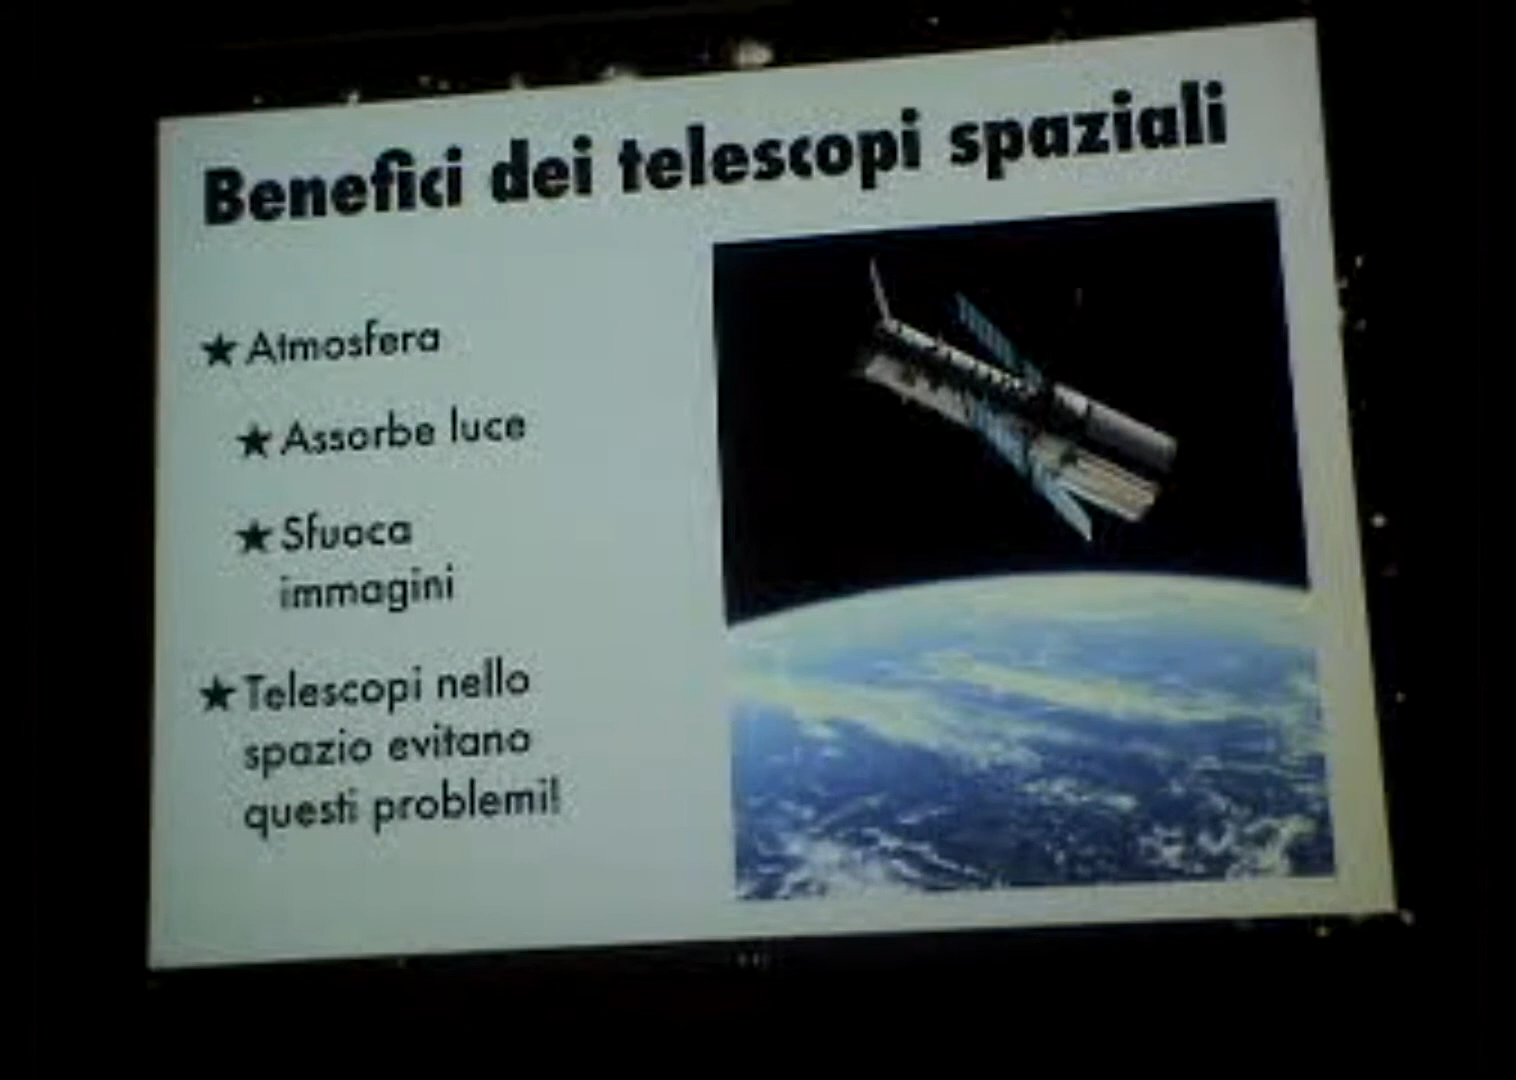 Benefici dei telescopi spaziali
★ Atmosfera
★ Assorbe luce
★ Sfuoca
immagini
★ Telescopi nello
spazio evitano
questi problemi!